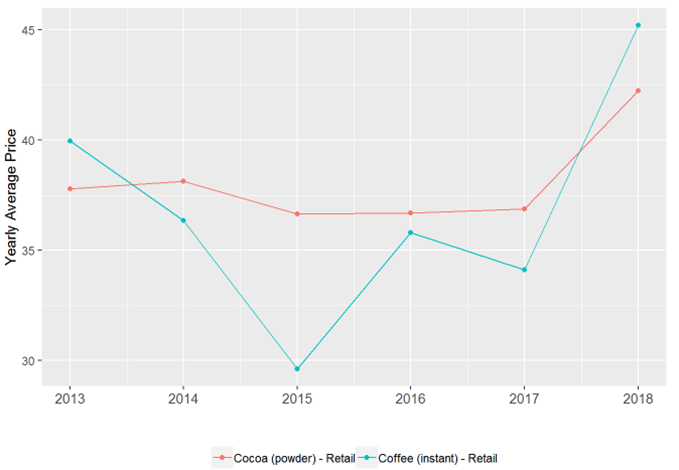 Yearly Average Price
45
40
35
30
2013 2014 2015 2016 2017 2018
Cocoa (powder) - Retail Coffee (instant) - Retail